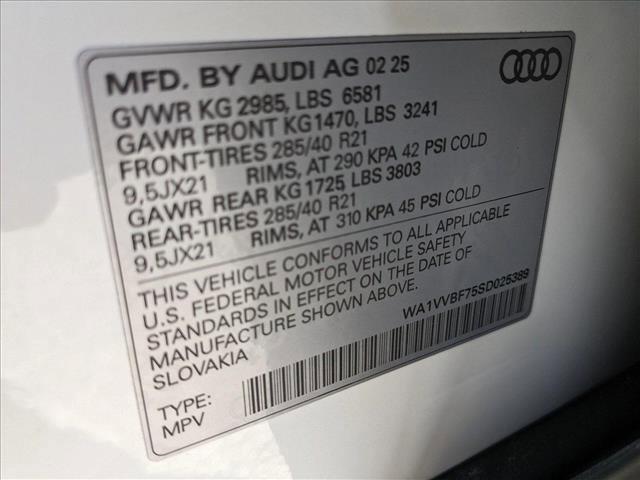 MFD. BY AUDI AG 02 25
GVWR KG 2985, LBS 6581
GAWR FRONT KG1470, LBS 3241
FRONT-TIRES 285/40 R21
9,5JX21 RIMS, AT 290 KPA 42 PSI COLD
GAWR REAR KG 1725, LBS 3803
REAR-TIRES 285/40 R21
9,5JX21 RIMS, AT 310 KPA 45 PSI COLD
THIS VEHICLE CONFORMS TO ALL APPLICABLE
U.S. FEDERAL MOTOR VEHICLE SAFETY
STANDARDS IN EFFECT ON THE DATE OF
MANUFACTURE SHOWN ABOVE.
SLOVAKIA
WA1VVBF75SD025389
TYPE:
MPV